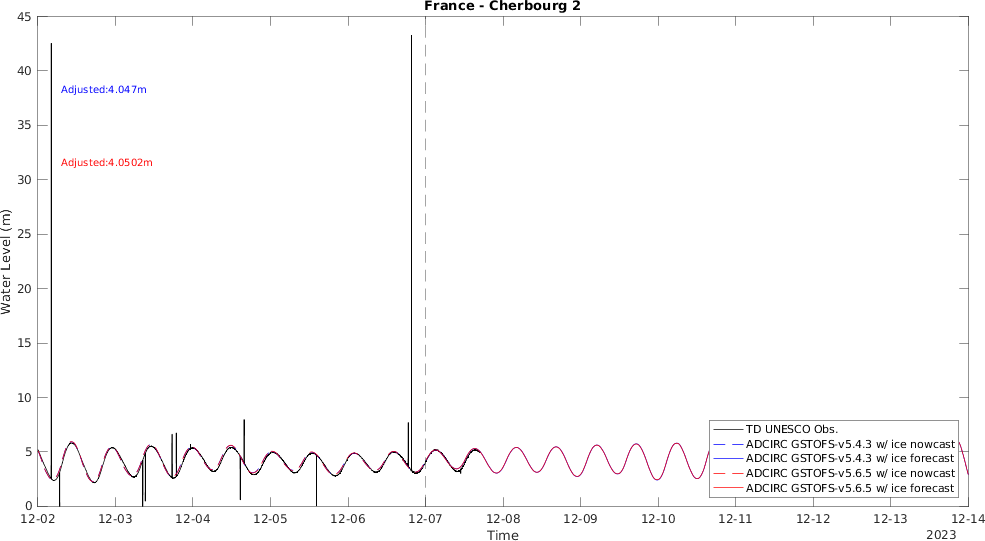 France - Cherbourg 2
45
40
35
30
25
20
15
10
5
0
Water Level (m)
Adjusted:4.047m
Adjusted:4.0502m
TD UNESCO Obs.
ADCIRC GSTOFS-v5.4.3 w/ ice nowcast
ADCIRC GSTOFS-v5.4.3 w/ ice forecast
ADCIRC GSTOFS-v5.6.5 w/ ice nowcast
ADCIRC GSTOFS-v5.6.5 w/ ice forecast
12-02 12-03 12-04 12-05 12-06 12-07 12-08 12-09 12-10 12-11 12-12 12-13 12-14
Time
2023